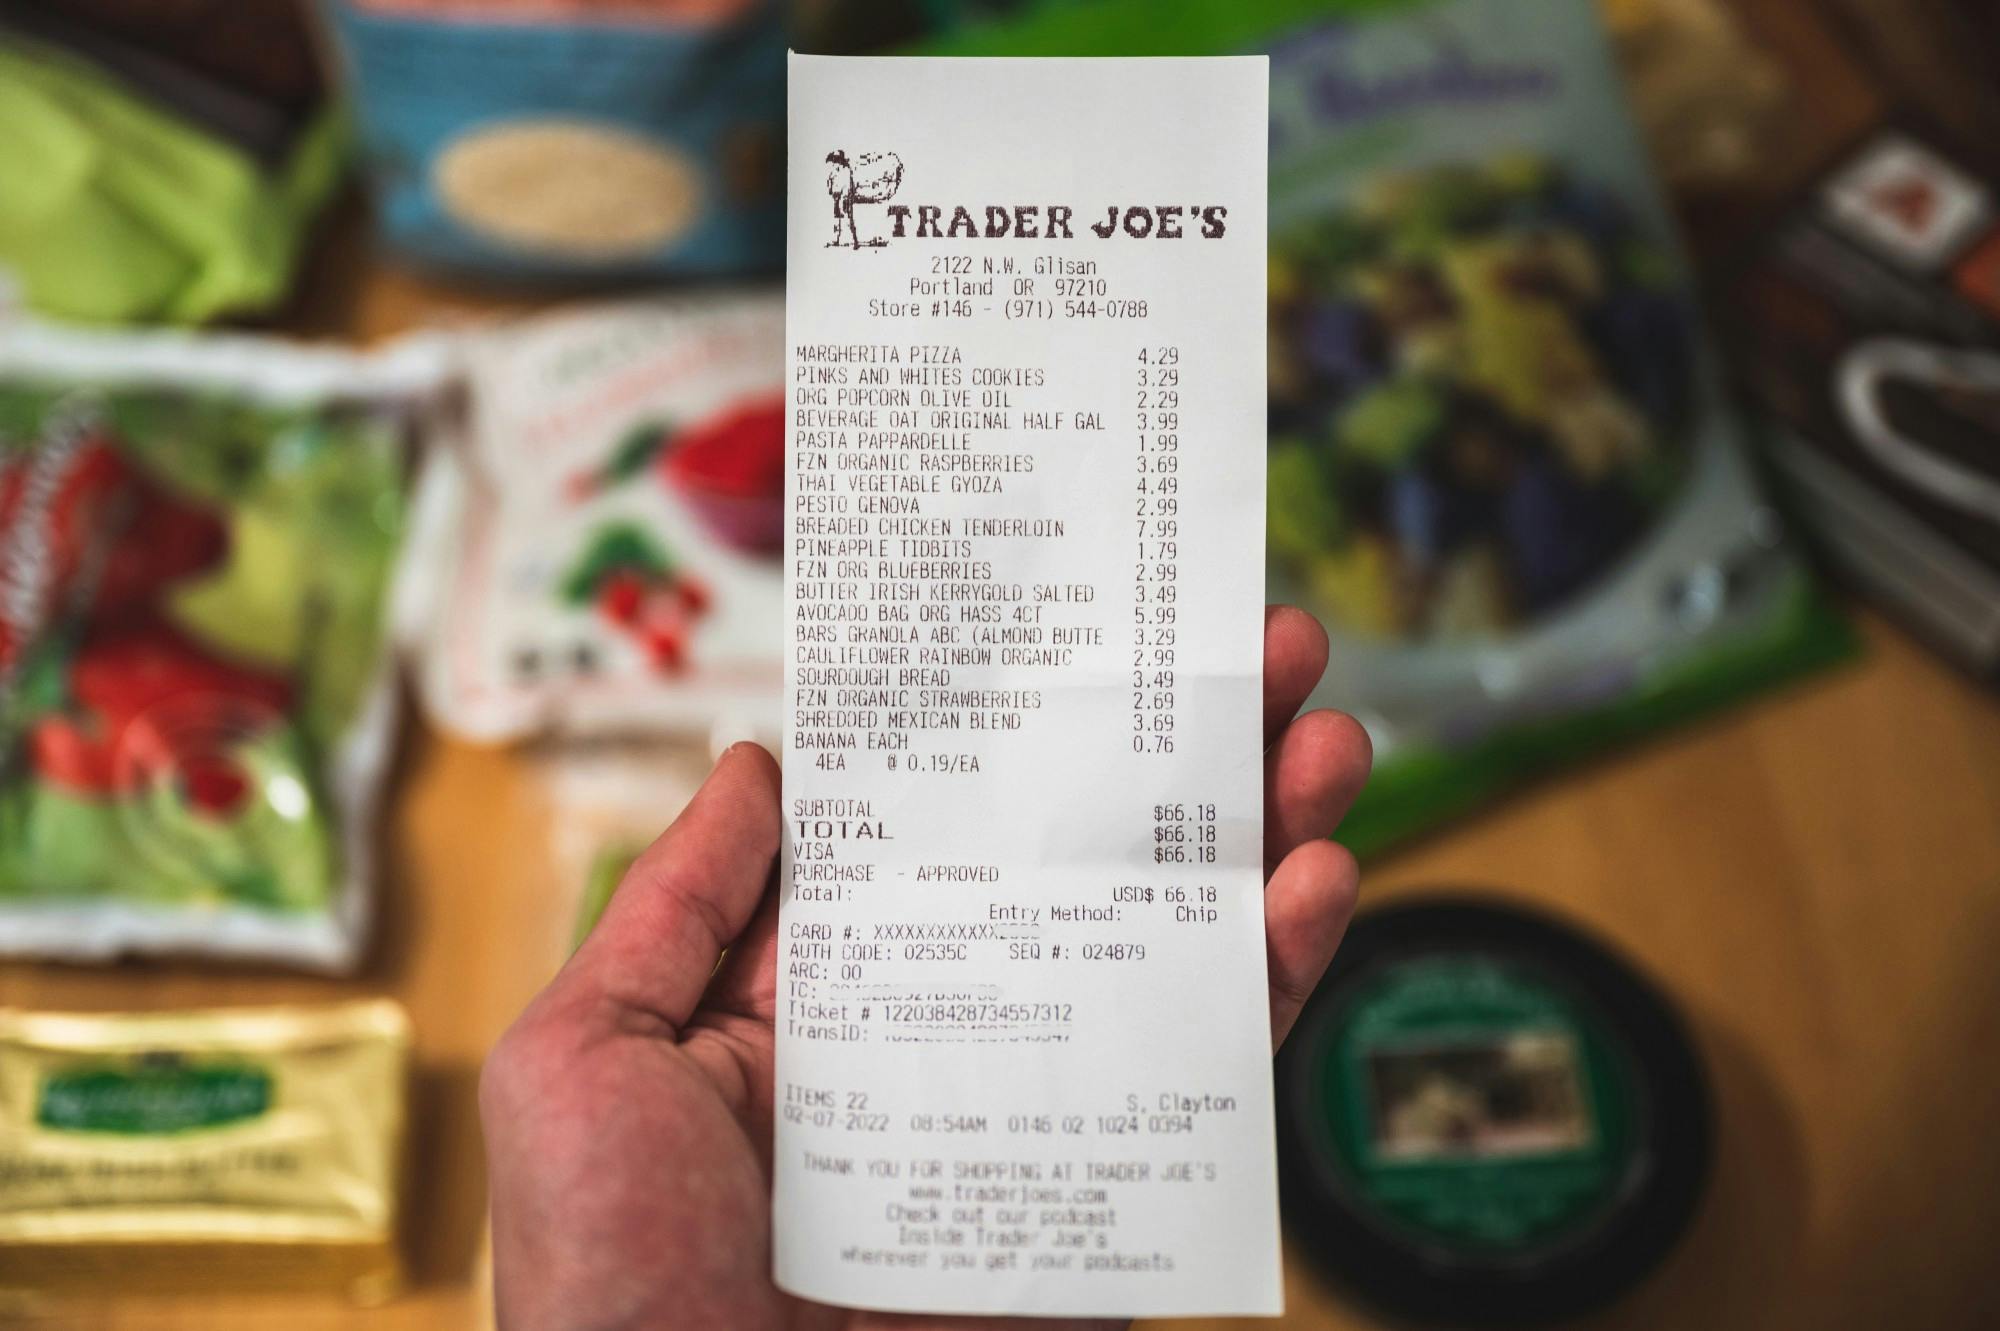 TRADER JOE'S
2122 N.W. Glisan
Portland OR 97210
Store #146 - (971) 544-0788
MARGHERITA PIZZA 4.29
PINKS AND WHITES COOKIES 3.29
ORG POPCORN OLIVE OIL 2.29
BEVERAGE OAT ORIGINAL HALF GAL 3.99
PASTA PAPPARDELLE 1.99
FZN ORGANIC RASPBERRIES 3.69
THAI VEGETABLE GYOZA 4.49
PESTO GENOVA 2.99
BREADED CHICKEN TENDERLOIN 7.99
PINEAPPLE TIDBITS 1.79
FZN ORG BLUEBERRIES 2.99
BUTTER IRISH KERRYGOLD SALTED 3.49
AVOCADO BAG ORG HASS 4CT 5.99
BARS GRANOLA ABC (ALMOND BUTTE 3.29
CAULIFLOWER RAINBOW ORGANIC 2.99
SOURDOUGH BREAD 3.49
FZN ORGANIC STRAWBERRIES 2.69
SHREDDED MEXICAN BLEND 3.69
BANANA EACH 0.76
4EA @ 0.19/EA
SUBTOTAL $66.18
TOTAL $66.18
VISA $66.18
PURCHASE - APPROVED
Total: USD$ 66.18
Entry Method: Chip
CARD #: XXXXXXXXXXXX
AUTH CODE: 02535C SEQ #: 024879
ARC: 00
TC:
Ticket # 122038428734557312
TransID:
ITEMS 22 S. Clayton
02-07-2022 08:54AM 0146 02 1024 0394
THANK YOU FOR SHOPPING AT TRADER JOE'S
www.traderjoes.com
Check out our podcast
Inside Trader Joe's
wherever you get your podcasts